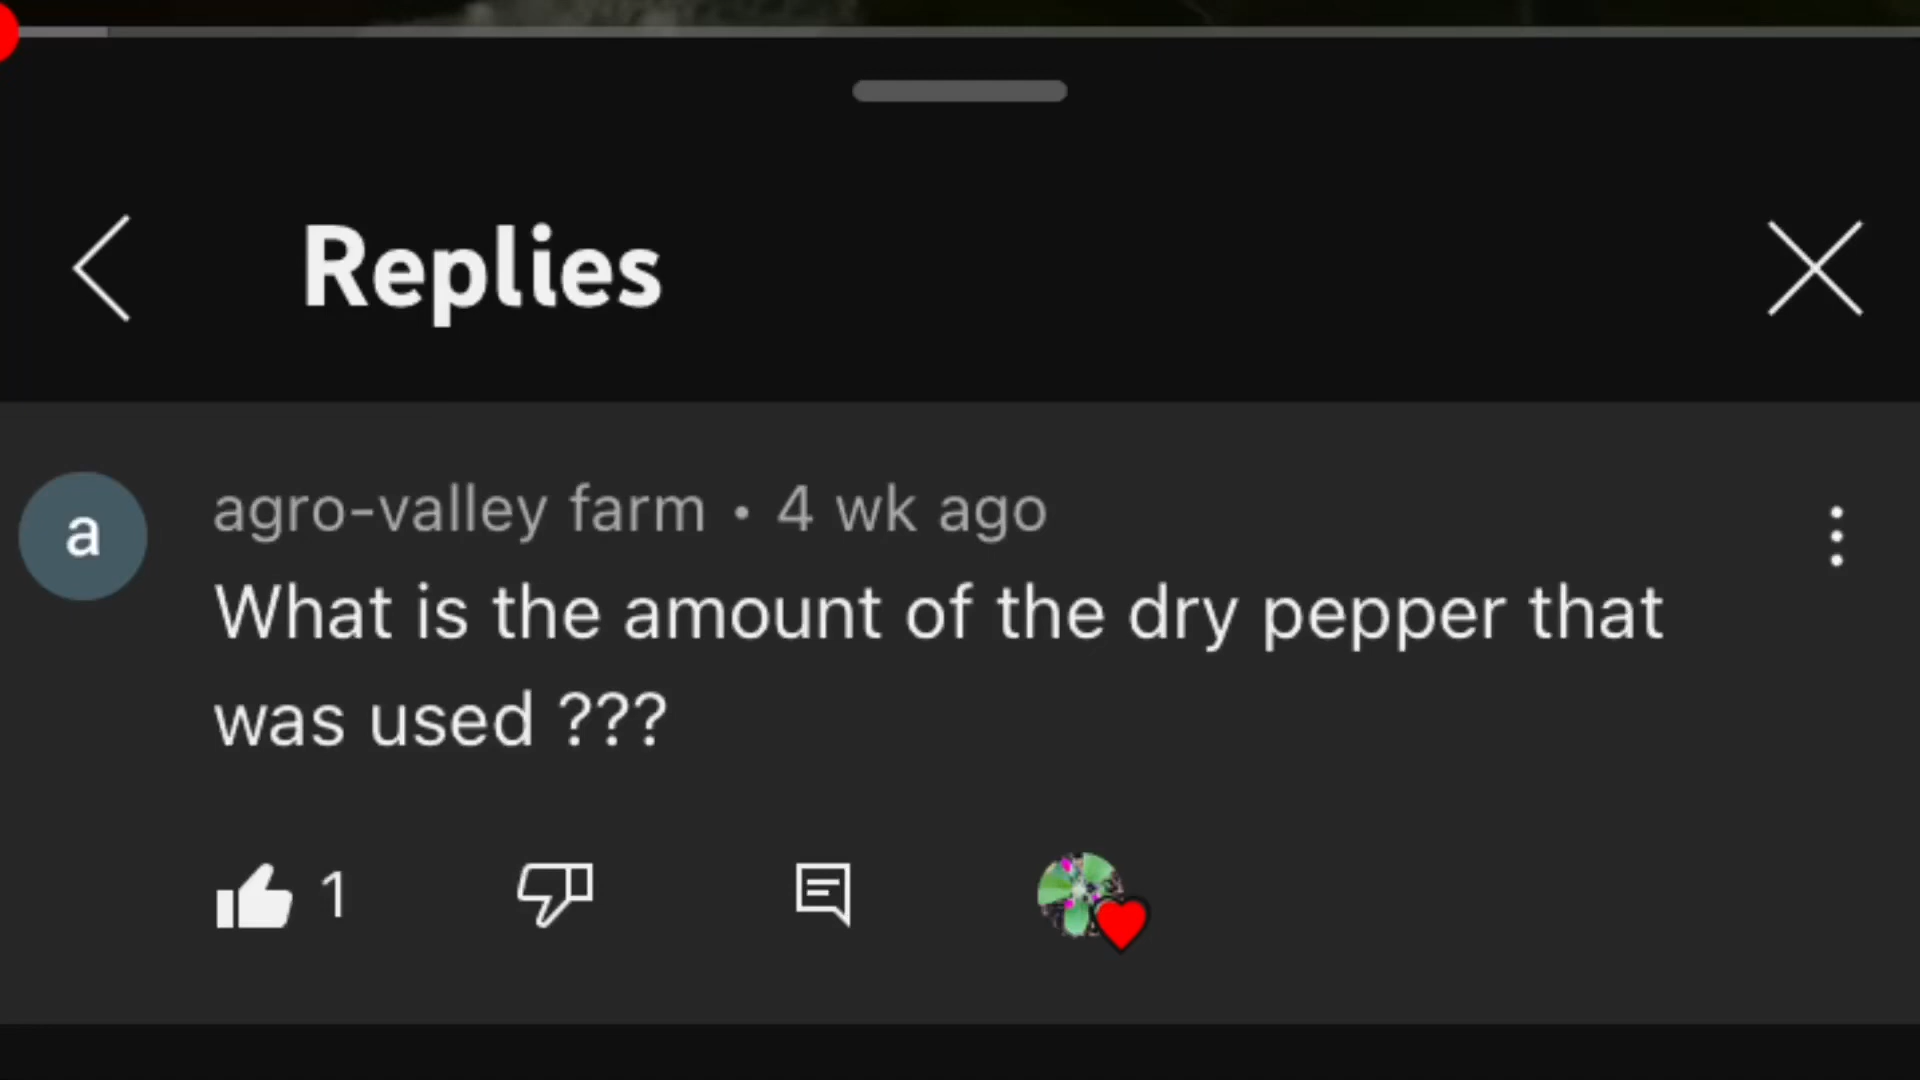 Replies
a
agro-valley farm • 4 wk ago
What is the amount of the dry pepper that
was used ???
1